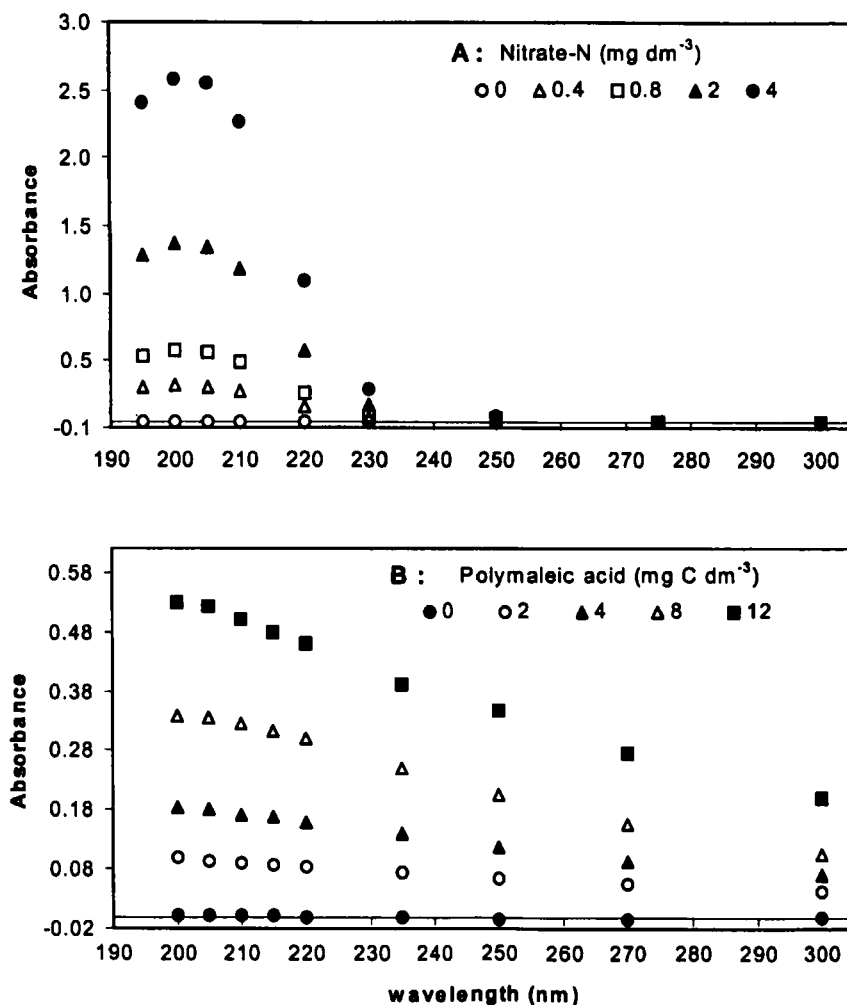 A : Nitrate-N (mg dm⁻³)
○ 0 △ 0.4 □ 0.8 ▲ 2 ● 4
Absorbance
3.0
2.5
2.0
1.5
1.0
0.5
-0.1
190 200 210 220 230 240 250 260 270 280 290 300
B : Polymaleic acid (mg C dm⁻³)
● 0 ○ 2 ▲ 4 △ 8 ■ 12
Absorbance
0.58
0.48
0.38
0.28
0.18
0.08
-0.02
190 200 210 220 230 240 250 260 270 280 290 300
wavelength (nm)